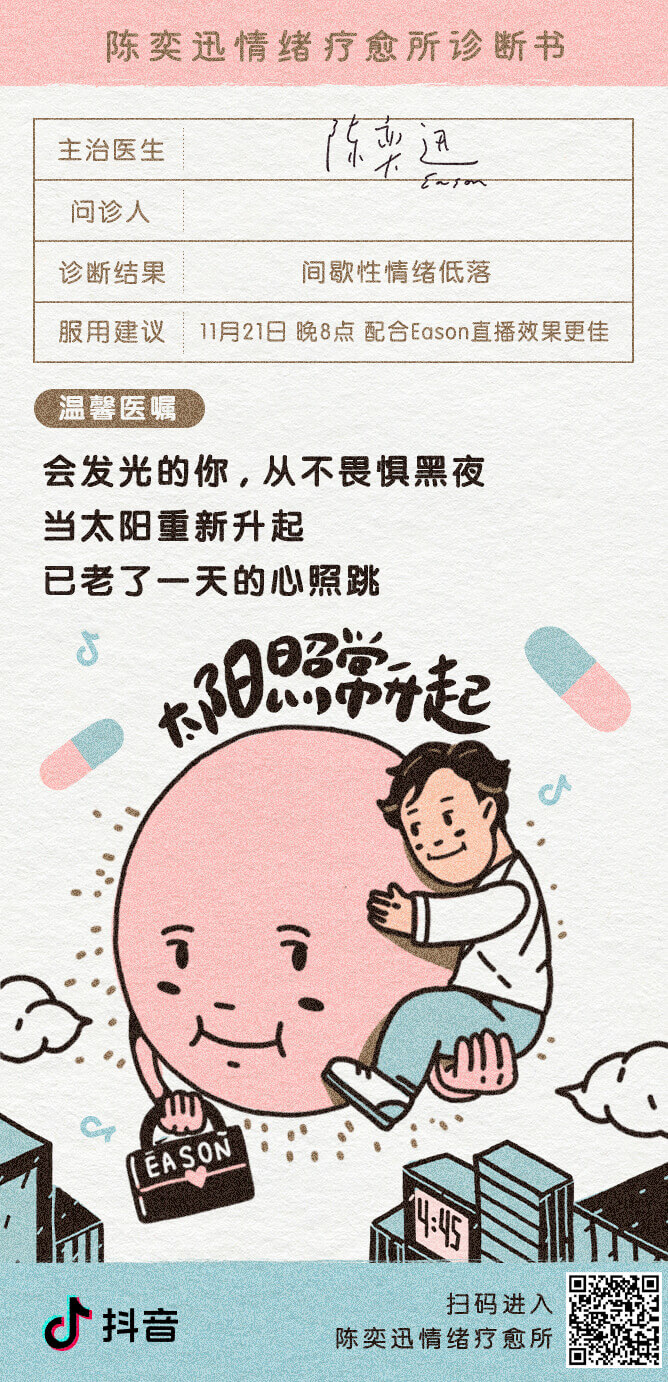 陈奕迅情绪疗愈所诊断书
主治医生 陈奕迅 Eason
问诊人
诊断结果 间歇性情绪低落
服用建议 11月21日 晚8点 配合Eason直播效果更佳
温馨医嘱
会发光的你，从不畏惧黑夜
当太阳重新升起
已老了一天的心照跳
太阳照常升起
EASON
4:45
抖音
扫码进入
陈奕迅情绪疗愈所